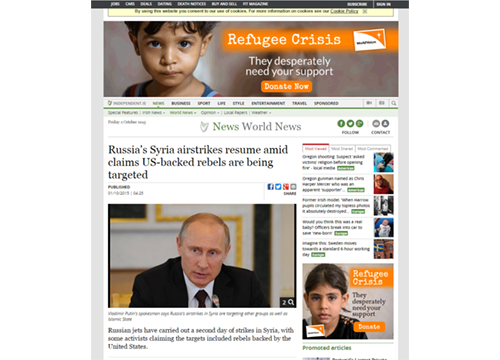 JOBS CARS DEALS DATING BUY AND SELL FIT MAGAZINE SUBSCRIBE SIGN IN
By using this website you consent to our use of cookies. For more information on cookies see our Cookie Policy X
Refugee Crisis
They desperately
need your support
Donate Now
World Vision
INDEPENDENT.IE NEWS BUSINESS SPORT LIFE STYLE ENTERTAINMENT TRAVEL SPONSORED
Special Features Irish News World News Opinion Local Papers Weather
Friday 2 October 2015
News World News
FOLLOW CONTACT
Russia's Syria airstrikes resume amid
claims US-backed rebels are being
targeted
PUBLISHED
01/10/2015 | 04:25
SHARE
2
Vladimir Putin's spokesman says Russia's airstrikes in Syria are targeting other groups as well as
Islamic State
Russian jets have carried out a second day of strikes in Syria, with
some activists claiming the targets included rebels backed by the
United States.
Most Viewed Most Shared Most Commented
Oregon shooting: Suspect 'asked
victims' religion before opening
fire' - local media
Oregon gunman named as Chris
Harper Mercer who was an
apparent 'supporter'...
Former Irish model: 'When Macrow
pupils circulated my topless photos
it absolutely destroyed...
Would you think this was a real
baby? Officers break into car to
save 'new-born'
Imagine this: Sweden moves
towards a standard 6-hour working
day
Refugee
Crisis
They
desperately
need your
support
Donate Now
Promoted articles